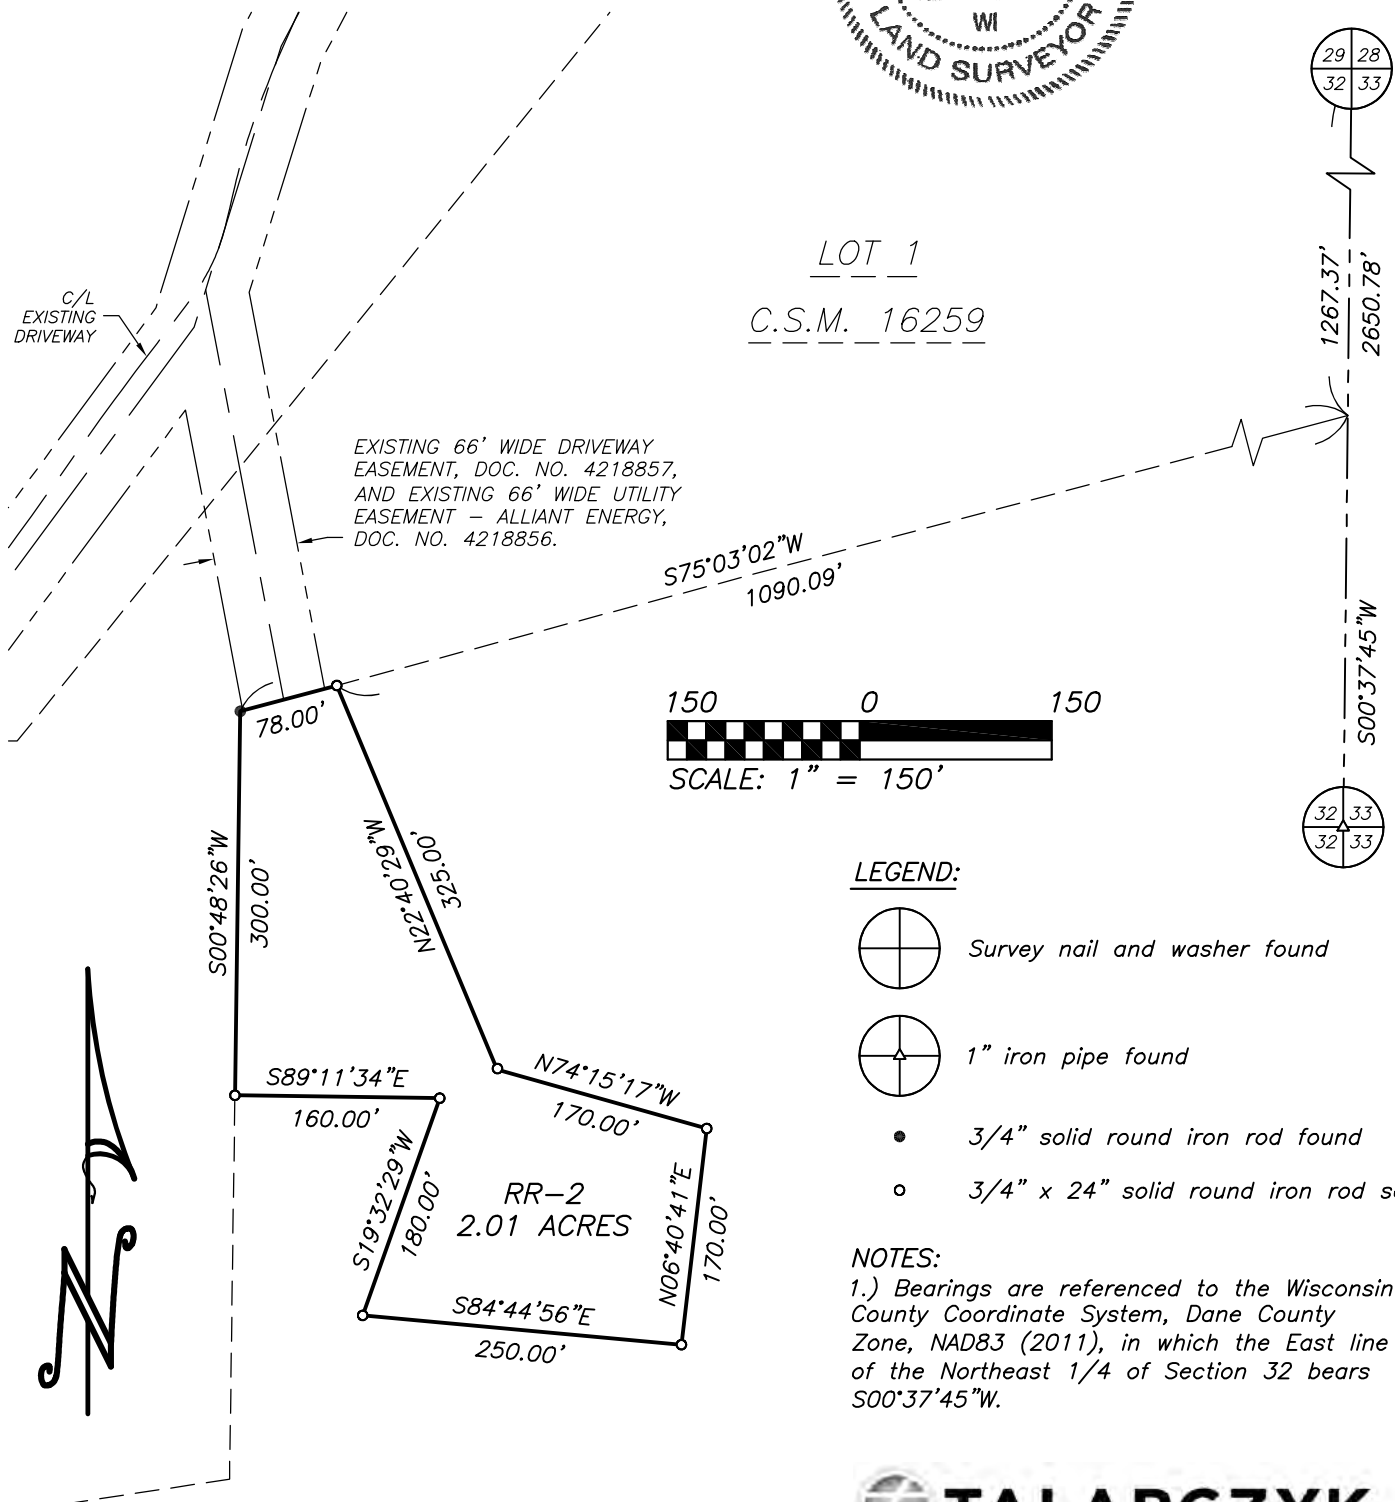 WI
LAND SURVEYOR
29 28
32 33
LOT 1
C.S.M. 16259
1267.37'
2650.78'
C/L
EXISTING
DRIVEWAY
EXISTING 66' WIDE DRIVEWAY
EASEMENT, DOC. NO. 4218857,
AND EXISTING 66' WIDE UTILITY
EASEMENT – ALLIANT ENERGY,
DOC. NO. 4218856.
S75°03'02"W
1090.09'
S00°37'45"W
78.00'
150 0 150
SCALE: 1" = 150'
32 33
32 33
S00°48'26"W
300.00'
N22°40'29"W
325.00'
LEGEND:
Survey nail and washer found
1" iron pipe found
3/4" solid round iron rod found
3/4" x 24" solid round iron rod
S89°11'34"E
160.00'
N74°15'17"W
170.00'
S19°32'29"W
180.00'
RR–2
2.01 ACRES
N06°40'41"E
170.00'
S84°44'56"E
250.00'
N
NOTES:
1.) Bearings are referenced to the Wisconsin
County Coordinate System, Dane County
Zone, NAD83 (2011), in which the East line
of the Northeast 1/4 of Section 32 bears
S00°37'45"W.
TALARCZYK